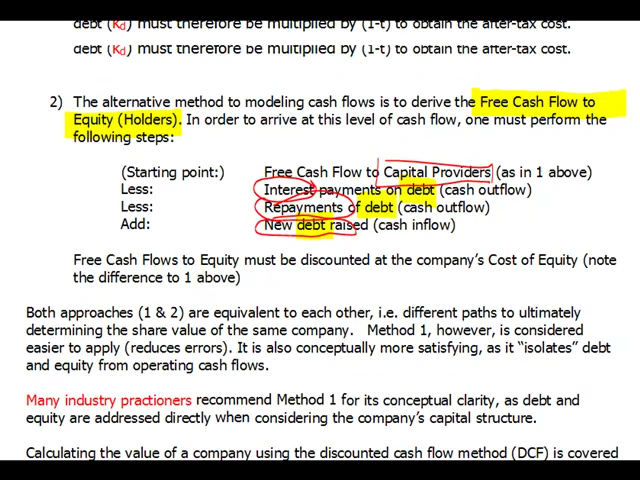 debt (Kd) must therefore be multiplied by (1-t) to obtain the after-tax cost.
debt (Kd) must therefore be multiplied by (1-t) to obtain the after-tax cost.
2) The alternative method to modeling cash flows is to derive the Free Cash Flow to
Equity (Holders). In order to arrive at this level of cash flow, one must perform the
following steps:
(Starting point:) Free Cash Flow to Capital Providers (as in 1 above)
Less: Interest payments on debt (cash outflow)
Less: Repayments of debt (cash outflow)
Add: New debt raised (cash inflow)
Free Cash Flows to Equity must be discounted at the company's Cost of Equity (note
the difference to 1 above)
Both approaches (1 & 2) are equivalent to each other, i.e. different paths to ultimately
determining the share value of the same company. Method 1, however, is considered
easier to apply (reduces errors). It is also conceptually more satisfying, as it “isolates” debt
and equity from operating cash flows.
Many industry practioners recommend Method 1 for its conceptual clarity, as debt and
equity are addressed directly when considering the company's capital structure.
Calculating the value of a company using the discounted cash flow method (DCF) is covered